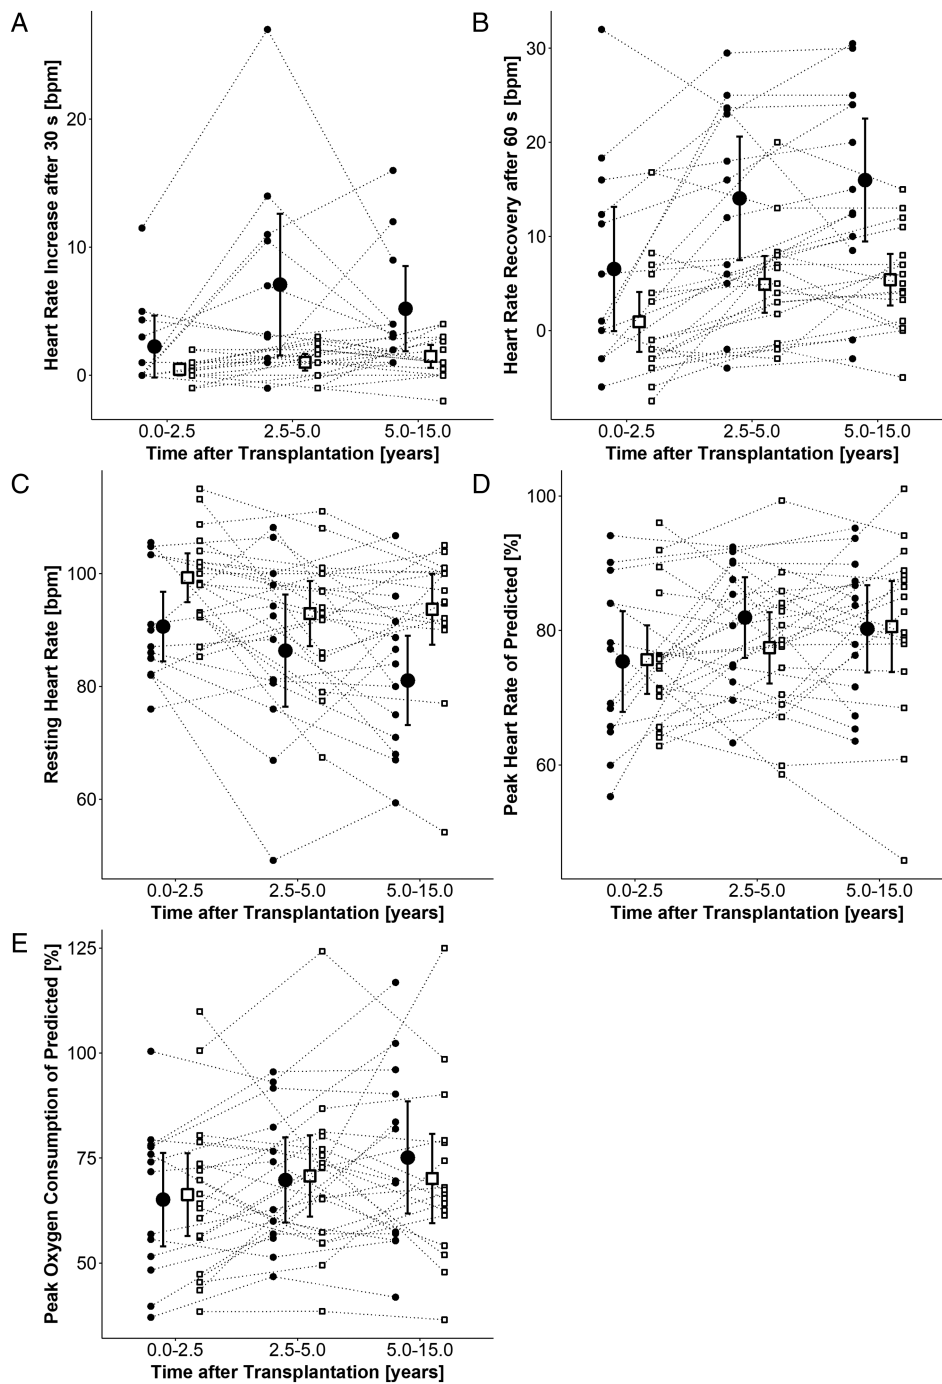 A
Heart Rate Increase after 30 s [bpm]
20
10
0
0.0-2.5 2.5-5.0 5.0-15.0
Time after Transplantation [years]
B
Heart Rate Recovery after 60 s [bpm]
30
20
10
0
0.0-2.5 2.5-5.0 5.0-15.0
Time after Transplantation [years]
C
Resting Heart Rate [bpm]
100
80
60
0.0-2.5 2.5-5.0 5.0-15.0
Time after Transplantation [years]
D
Peak Heart Rate of Predicted [%]
100
80
60
0.0-2.5 2.5-5.0 5.0-15.0
Time after Transplantation [years]
E
Peak Oxygen Consumption of Predicted [%]
125
100
75
50
0.0-2.5 2.5-5.0 5.0-15.0
Time after Transplantation [years]